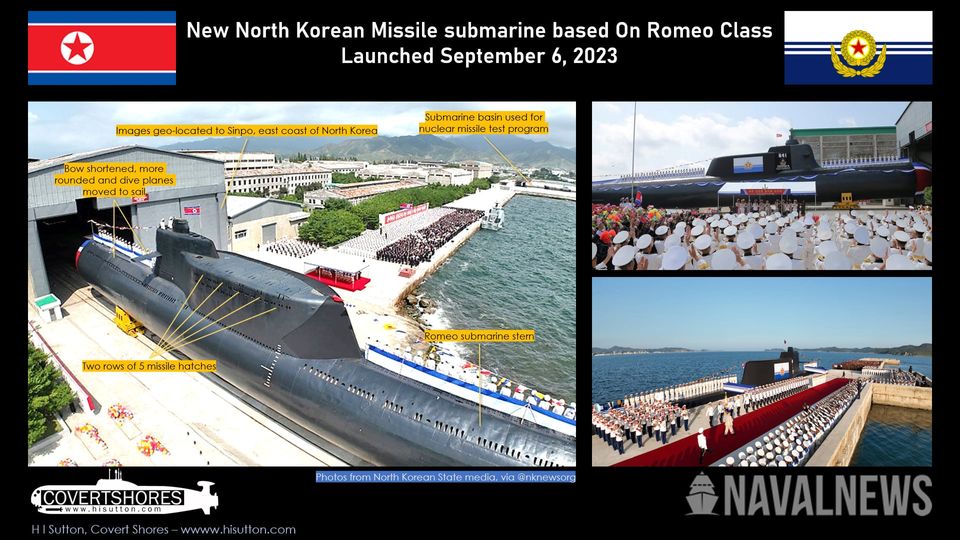 New North Korean Missile submarine based On Romeo Class
Launched September 6, 2023
Images geo-located to Sinpo, east coast of North Korea
Submarine basin used for
nuclear missile test program
Bow shortened, more
rounded and dive planes
moved to sail
Romeo submarine stern
Two rows of 5 missile hatches
Photos from North Korean State media, via @nknewsorg
COVERTSHORES
www.hisutton.com
H I Sutton, Covert Shores – wwww.hisutton.com
NAVALNEWS